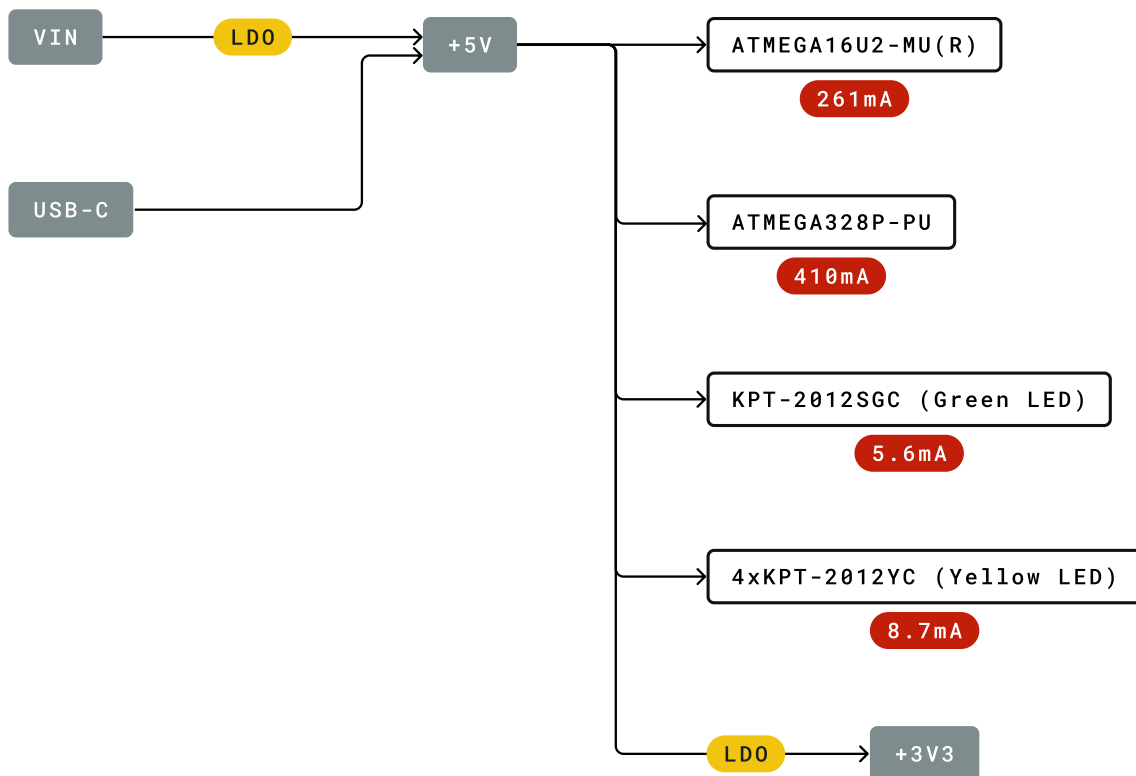 VIN
LDO
+5V
ATMEGA16U2-MU(R)
261mA
USB-C
ATMEGA328P-PU
410mA
KPT-2012SGC (Green LED)
5.6mA
4xKPT-2012YC (Yellow LED)
8.7mA
LDO
+3V3